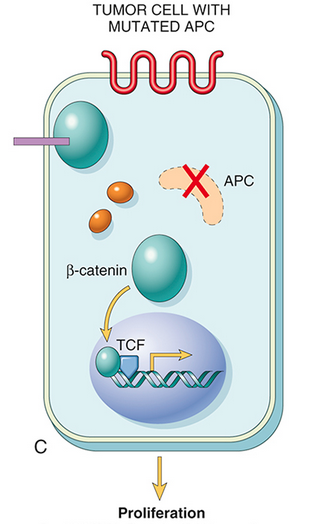 TUMOR CELL WITH
MUTATED APC
APC
β-catenin
TCF
C
Proliferation